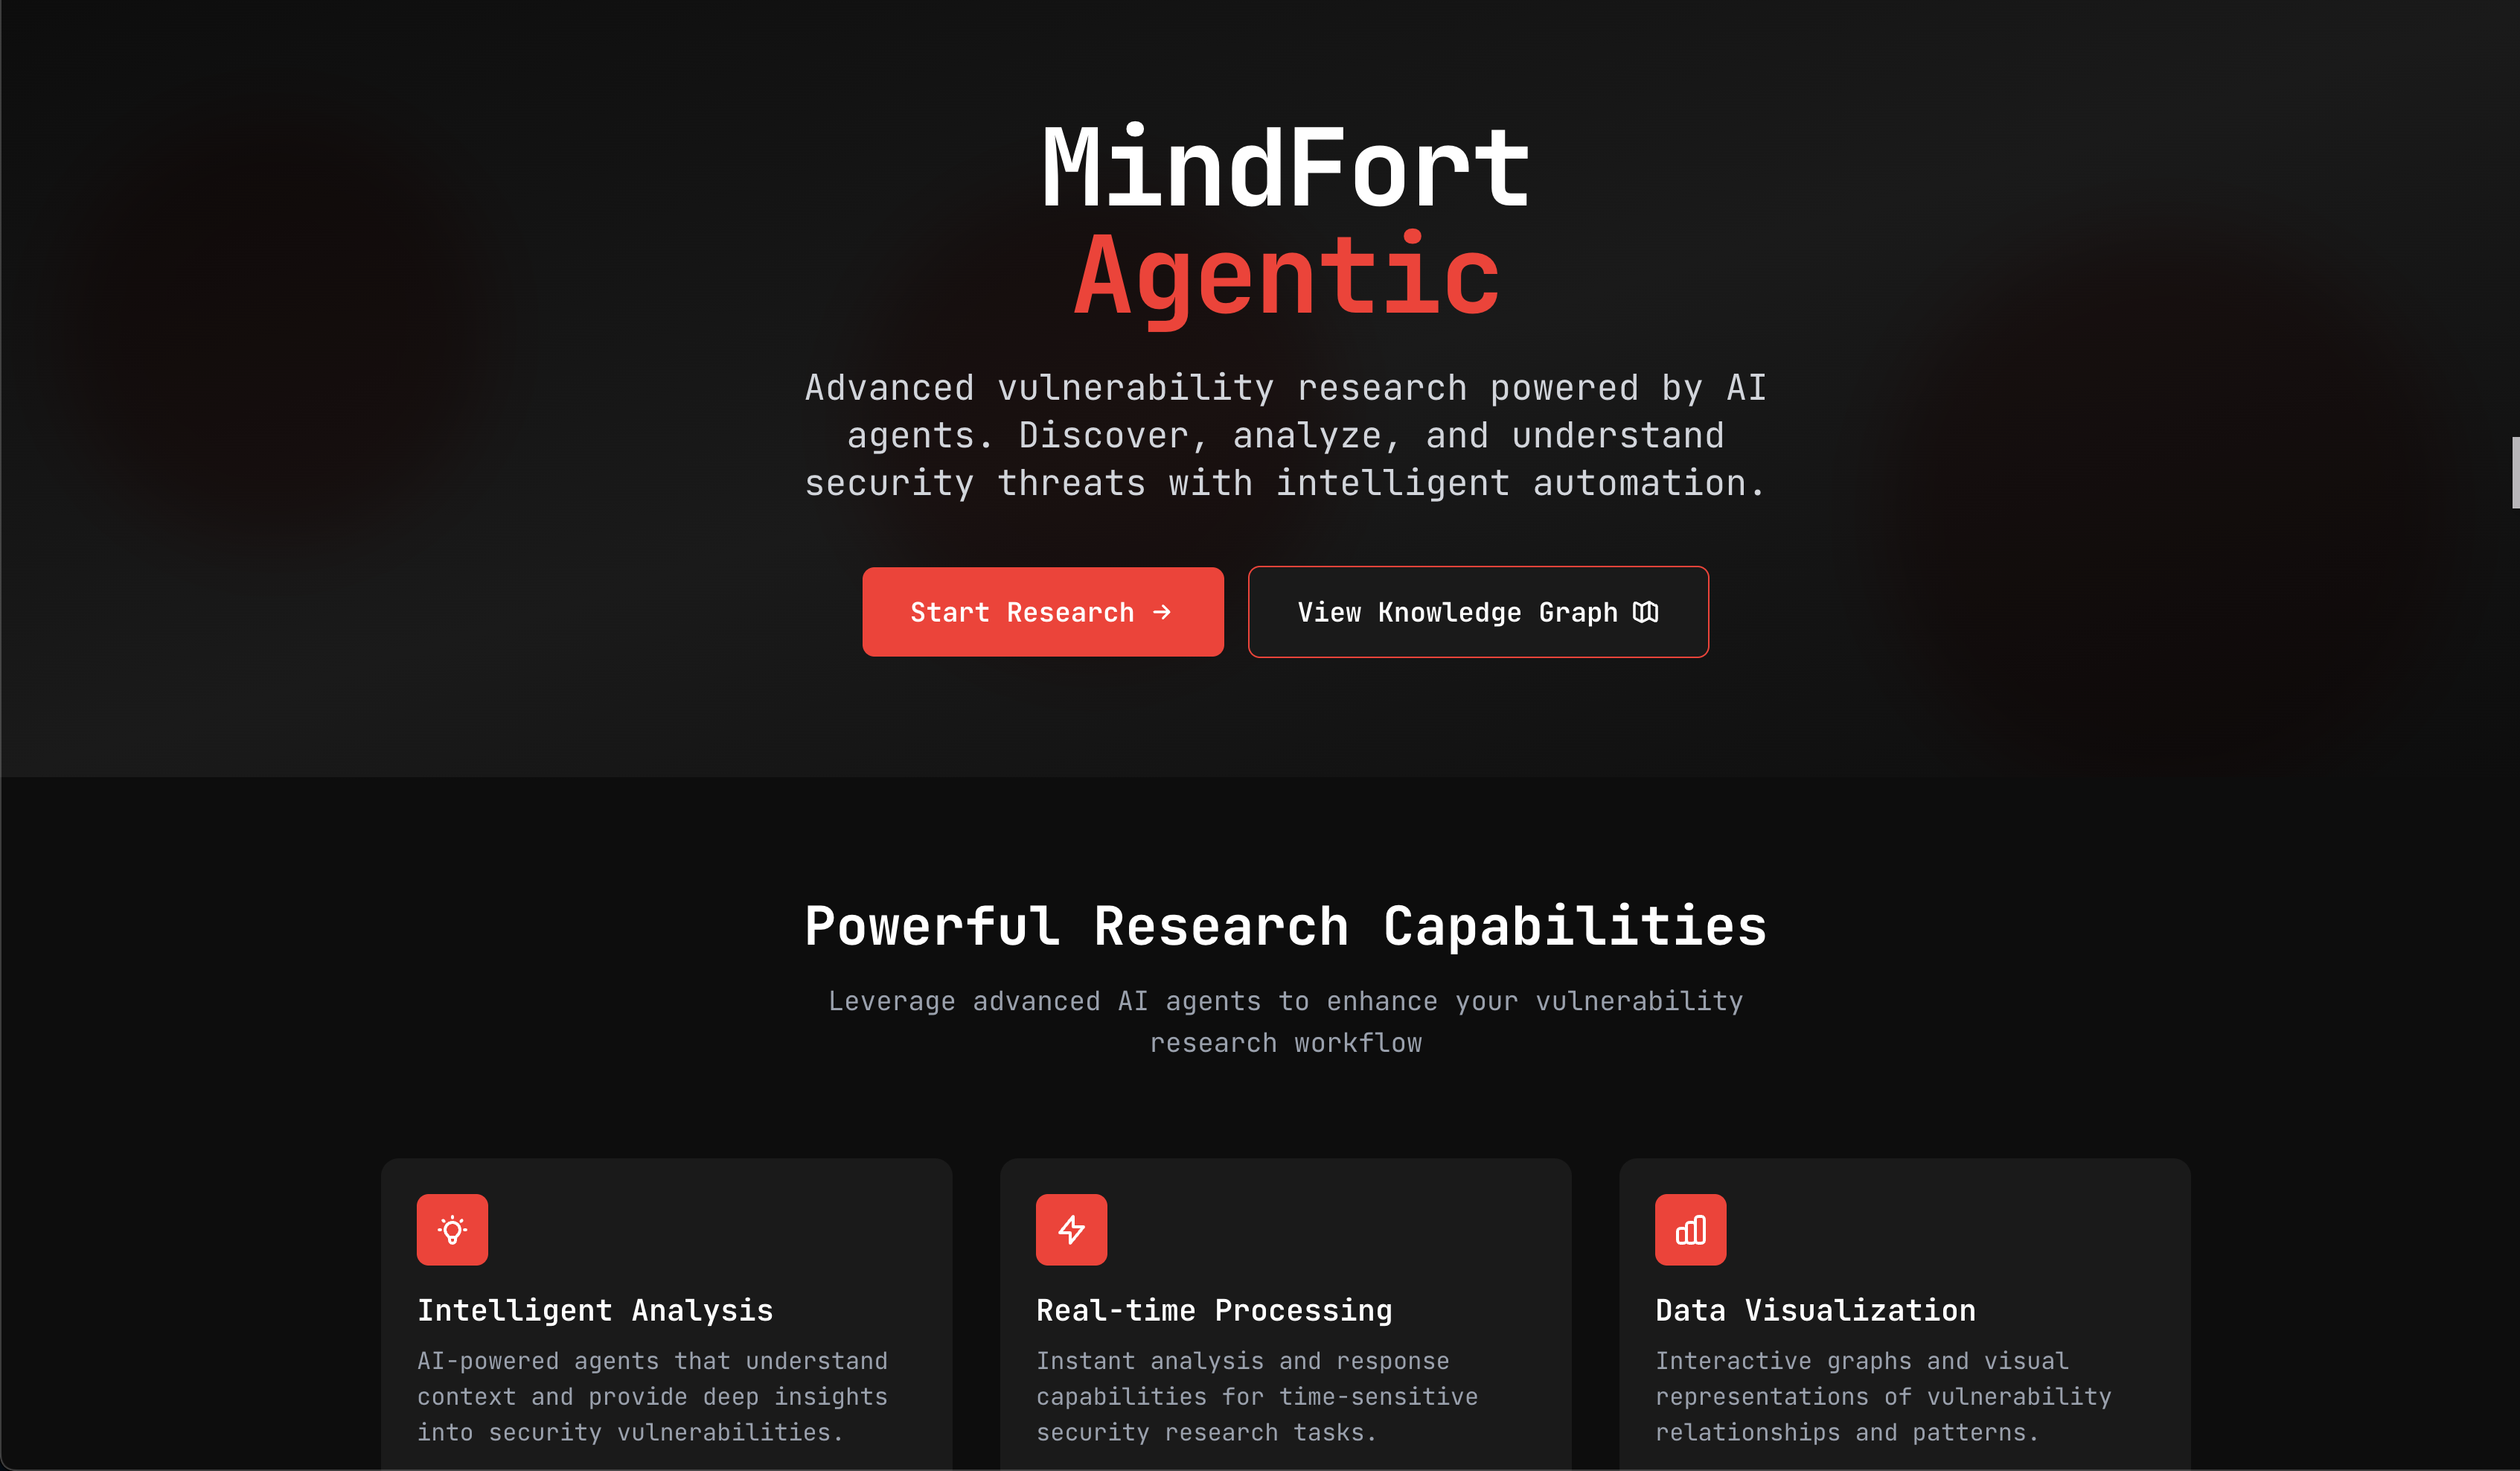 MindFort
Agentic
Advanced vulnerability research powered by AI
agents. Discover, analyze, and understand
security threats with intelligent automation.
Start Research →
View Knowledge Graph
Powerful Research Capabilities
Leverage advanced AI agents to enhance your vulnerability
research workflow
Intelligent Analysis
AI-powered agents that understand
context and provide deep insights
into security vulnerabilities.
Real-time Processing
Instant analysis and response
capabilities for time-sensitive
security research tasks.
Data Visualization
Interactive graphs and visual
representations of vulnerability
relationships and patterns.